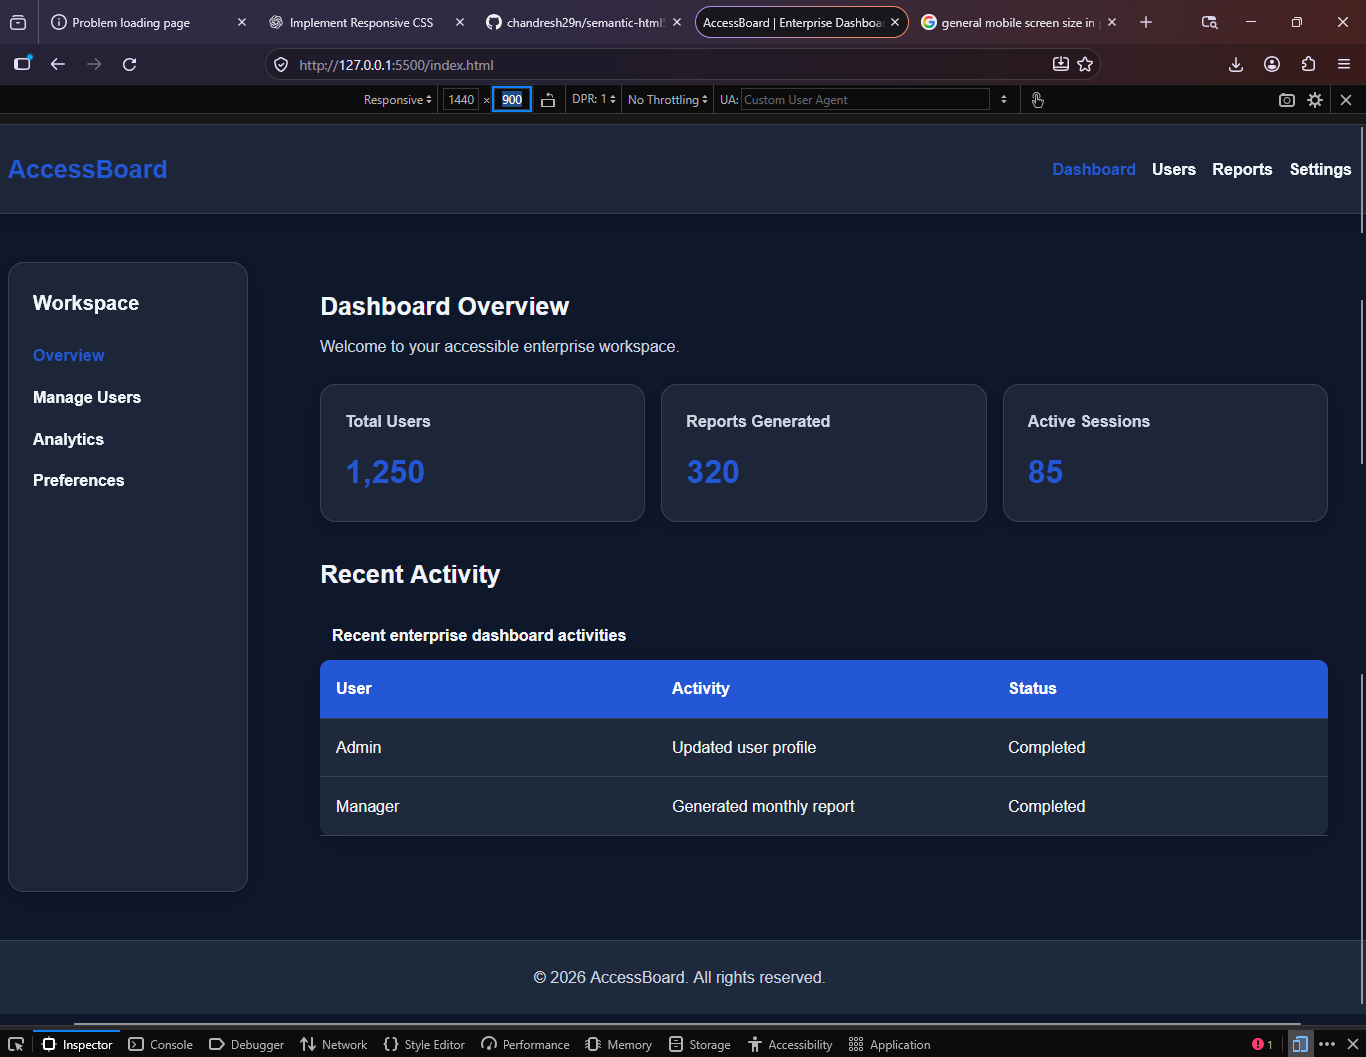 Problem loading page
Implement Responsive CSS
chandresh29n/semantic-html5
AccessBoard | Enterprise Dashboar
general mobile screen size in p
http://127.0.0.1:5500/index.html
Responsive 1440 × 900 DPR: 1 No Throttling UA: Custom User Agent
AccessBoard
Dashboard Users Reports Settings
Workspace
Overview
Manage Users
Analytics
Preferences
Dashboard Overview
Welcome to your accessible enterprise workspace.
Total Users
1,250
Reports Generated
320
Active Sessions
85
Recent Activity
Recent enterprise dashboard activities
User Activity Status
Admin Updated user profile Completed
Manager Generated monthly report Completed
© 2026 AccessBoard. All rights reserved.
Inspector Console Debugger Network Style Editor Performance Memory Storage Accessibility Application 1